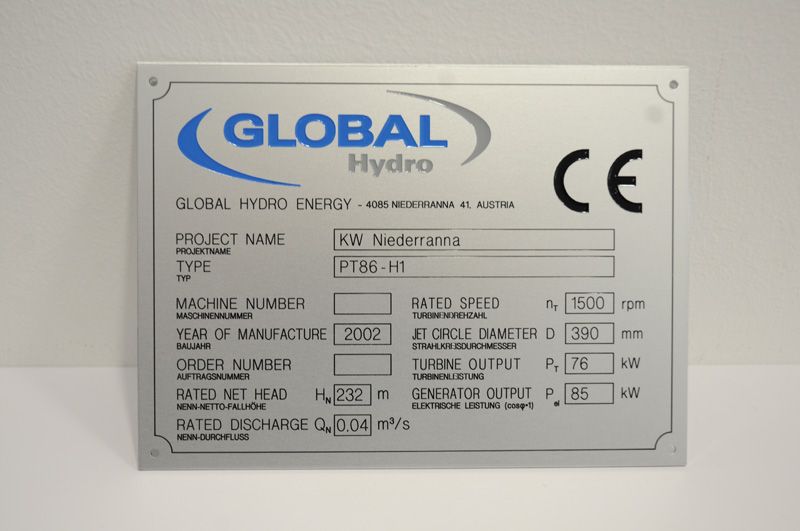 GLOBAL
Hydro
CE
GLOBAL HYDRO ENERGY - 4085 NIEDERRANNA 41, AUSTRIA
PROJECT NAME KW Niederranna
PROJEKTNAME
TYPE PT86-H1
TYP
MACHINE NUMBER RATED SPEED nT 1500 rpm
MASCHINENNUMMER TURBINENDREHZAHL
YEAR OF MANUFACTURE 2002 JET CIRCLE DIAMETER D 390 mm
BAUJAHR STRAHLKREISDURCHMESSER
ORDER NUMBER TURBINE OUTPUT PT 76 kW
AUFTRAGSNUMMER TURBINENLEISTUNG
RATED NET HEAD HN 232 m GENERATOR OUTPUT Pel 85 kW
NENN-NETTO-FALLHÖHE ELEKTRISCHE LEISTUNG (cosφ=1)
RATED DISCHARGE QN 0.04 m³/s
NENN-DURCHFLUSS